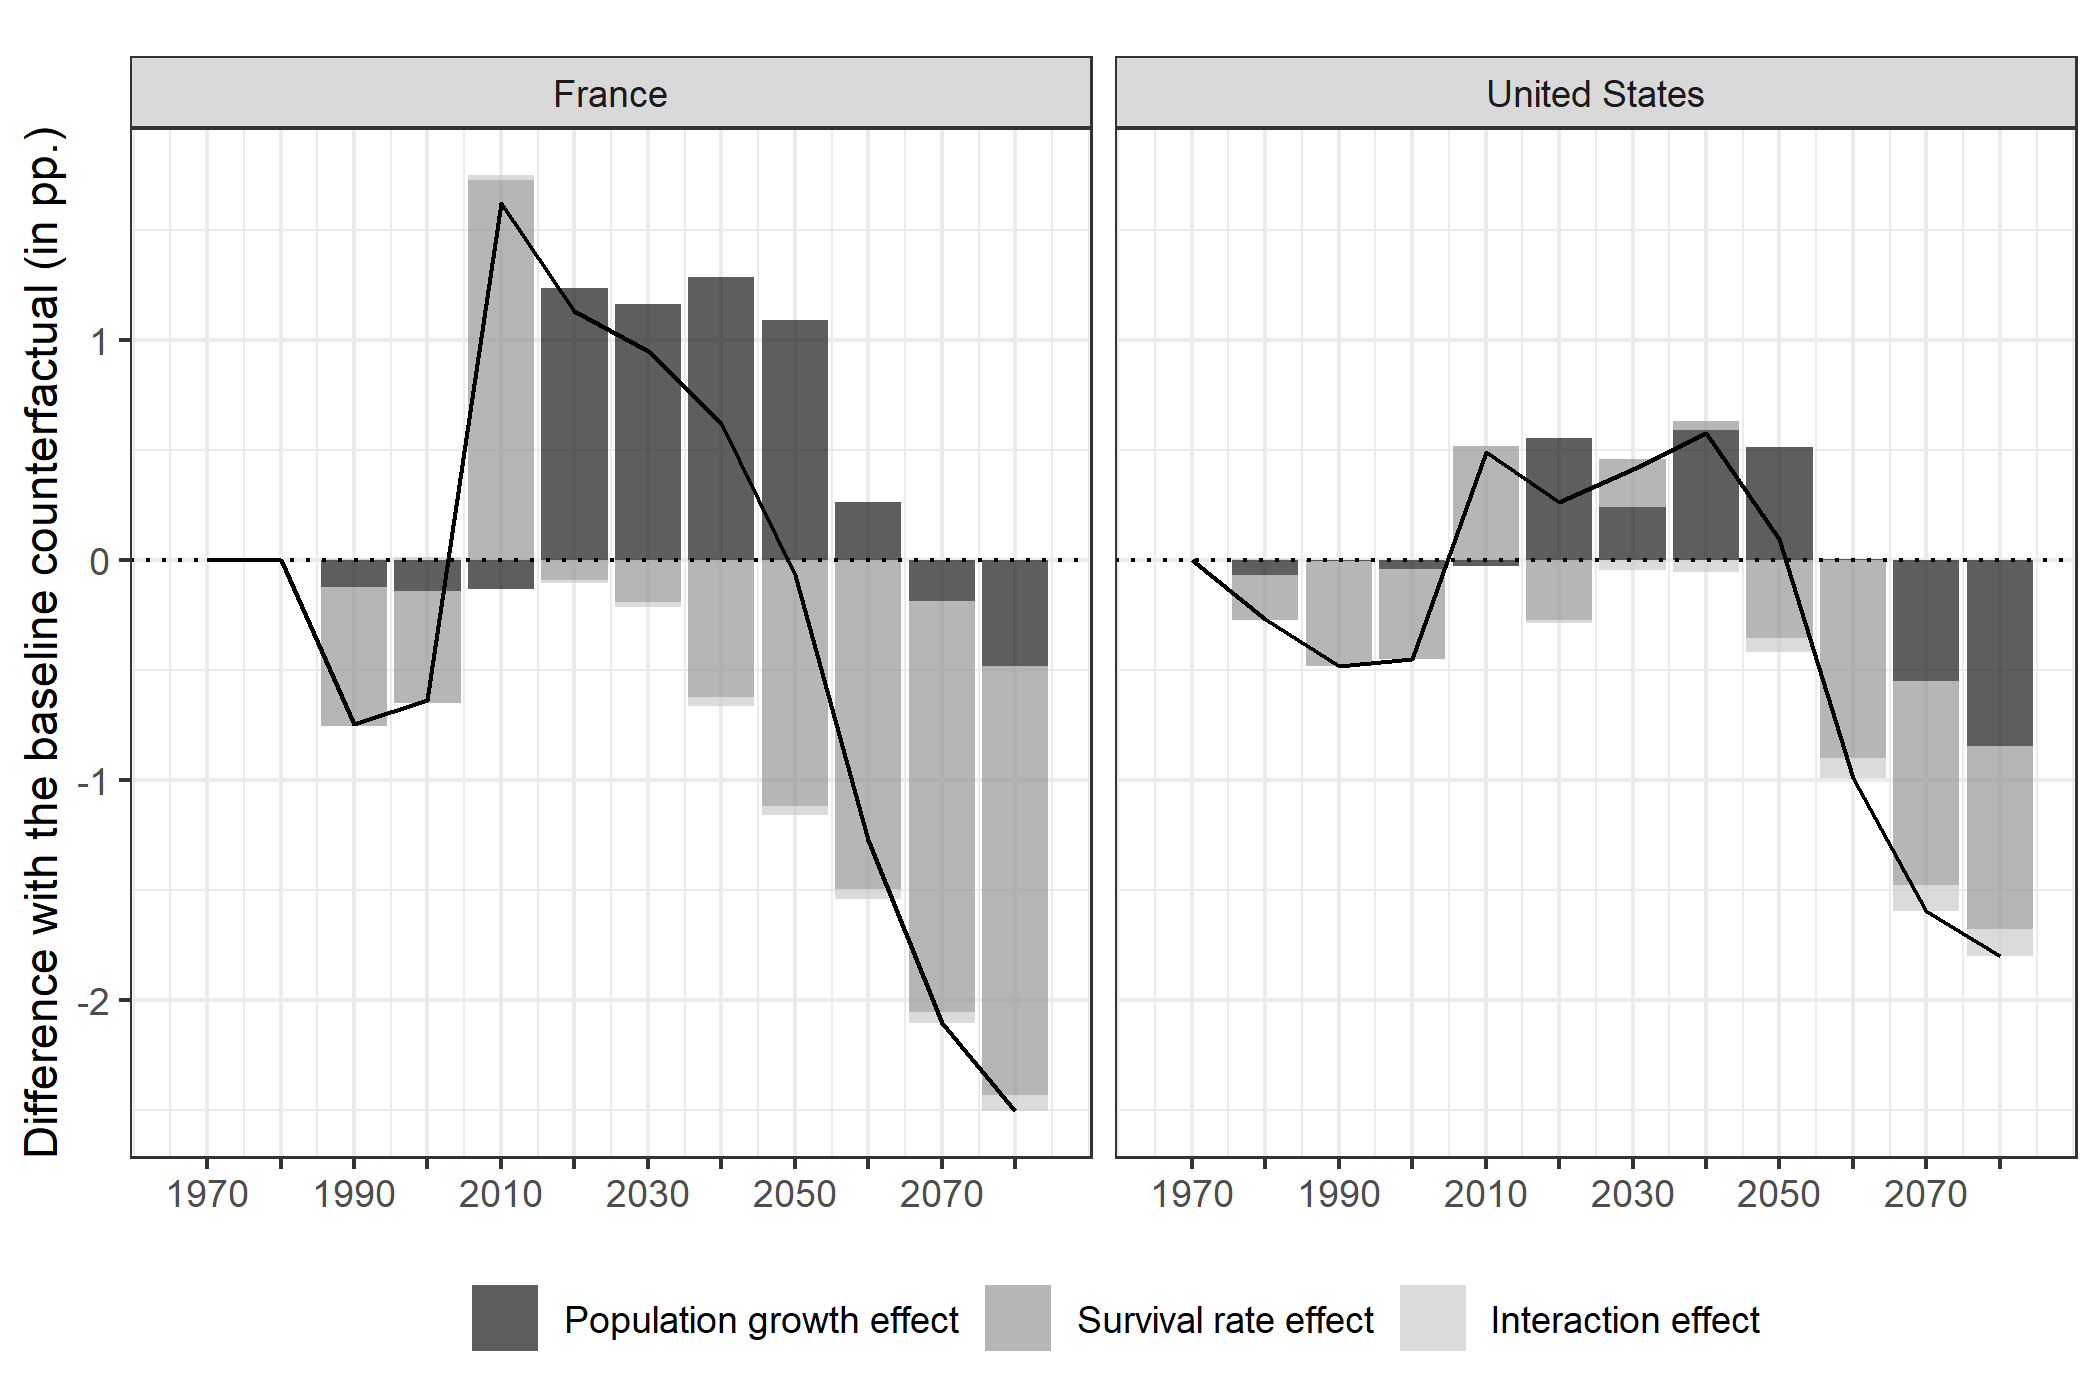 France
United States
Difference with the baseline counterfactual (in pp.)
1
0
-1
-2
1970 1990 2010 2030 2050 2070
1970 1990 2010 2030 2050 2070
Population growth effect
Survival rate effect
Interaction effect